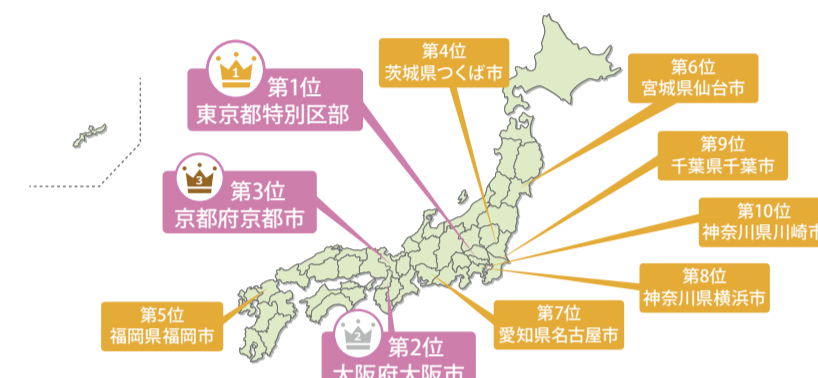 第4位
茨城県つくば市
第6位
宮城県仙台市
1
第1位
東京都特別区部
第9位
千葉県千葉市
3
第3位
京都府京都市
第10位
神奈川県川崎市
第8位
神奈川県横浜市
第5位
福岡県福岡市
第7位
愛知県名古屋市
2
第2位
大阪府大阪市